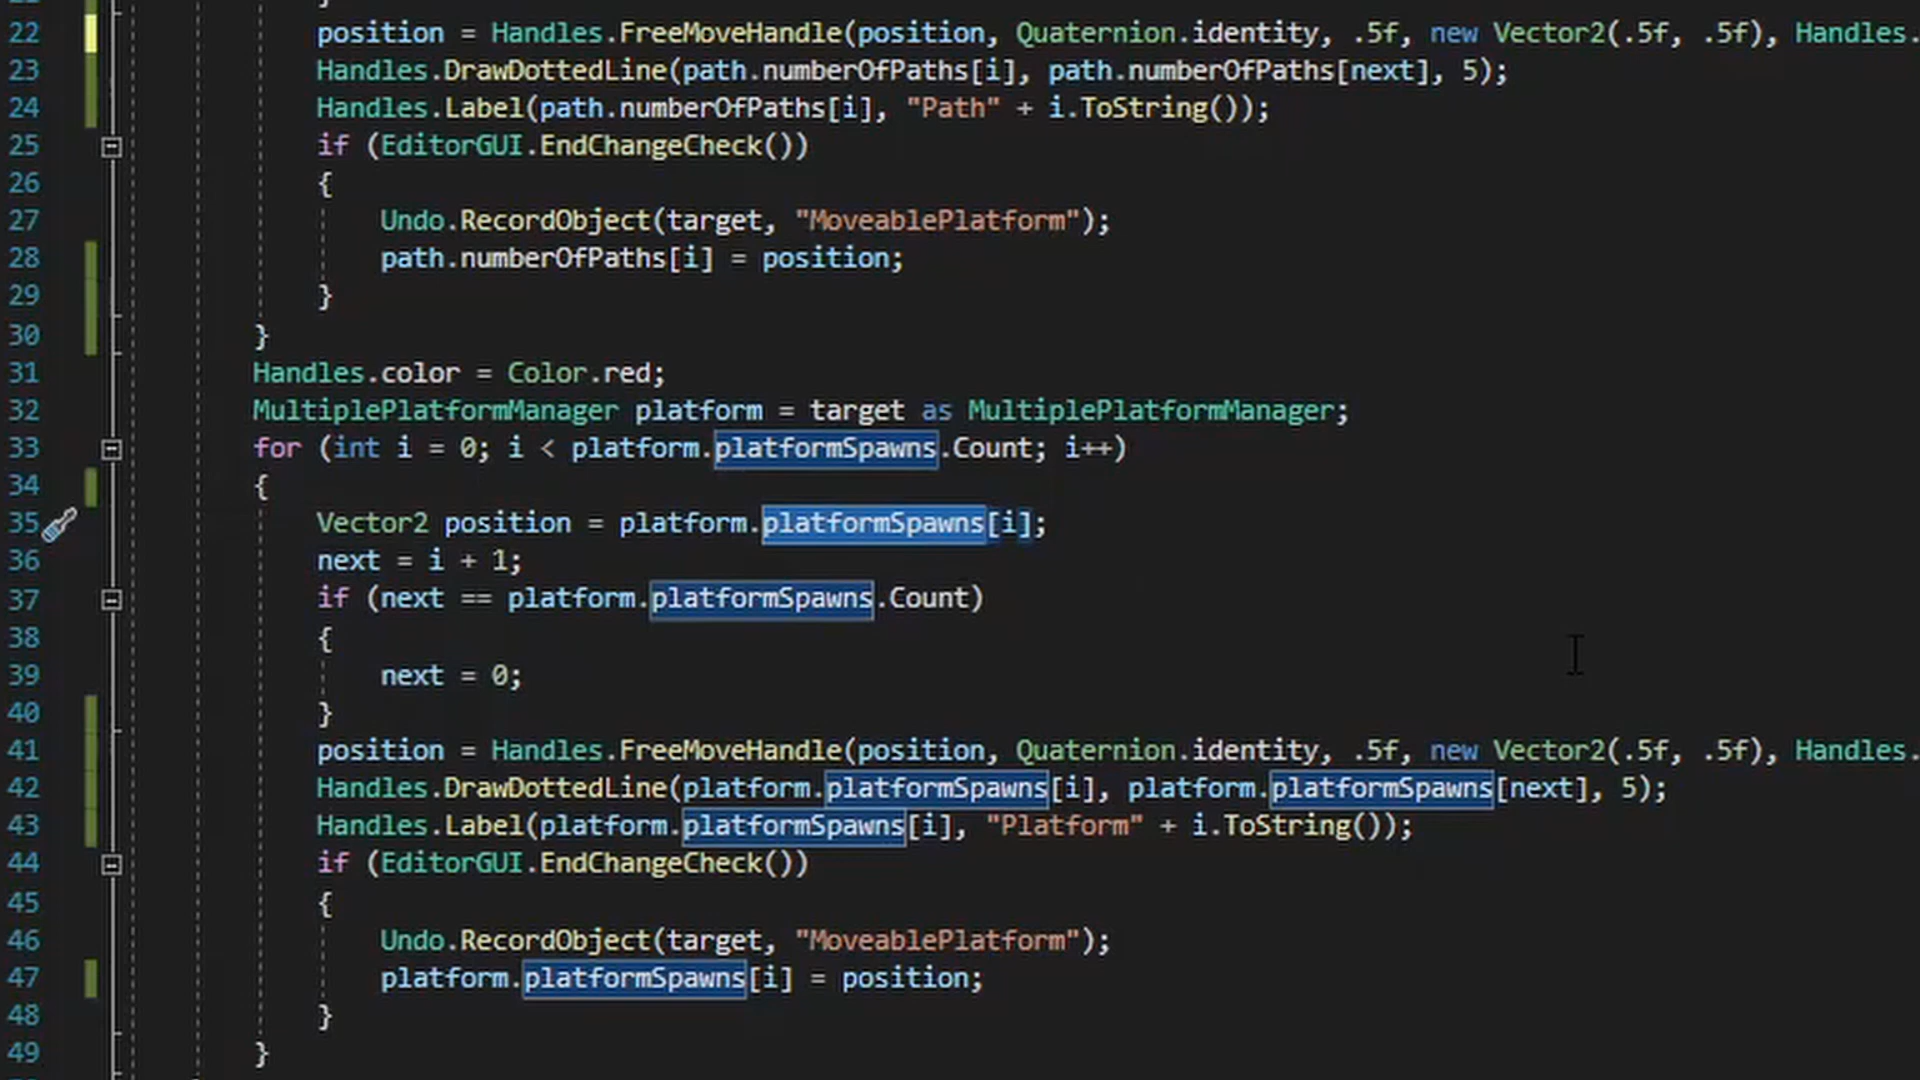 22 position = Handles.FreeMoveHandle(position, Quaternion.identity, .5f, new Vector2(.5f, .5f), Handles.
23 Handles.DrawDottedLine(path.numberOfPaths[i], path.numberOfPaths[next], 5);
24 Handles.Label(path.numberOfPaths[i], "Path" + i.ToString());
25 if (EditorGUI.EndChangeCheck())
26 {
27 Undo.RecordObject(target, "MoveablePlatform");
28 path.numberOfPaths[i] = position;
29 }
30 }
31 Handles.color = Color.red;
32 MultiplePlatformManager platform = target as MultiplePlatformManager;
33 for (int i = 0; i < platform.platformSpawns.Count; i++)
34 {
35 Vector2 position = platform.platformSpawns[i];
36 next = i + 1;
37 if (next == platform.platformSpawns.Count)
38 {
39 next = 0;
40 }
41 position = Handles.FreeMoveHandle(position, Quaternion.identity, .5f, new Vector2(.5f, .5f), Handles.
42 Handles.DrawDottedLine(platform.platformSpawns[i], platform.platformSpawns[next], 5);
43 Handles.Label(platform.platformSpawns[i], "Platform" + i.ToString());
44 if (EditorGUI.EndChangeCheck())
45 {
46 Undo.RecordObject(target, "MoveablePlatform");
47 platform.platformSpawns[i] = position;
48 }
49 }